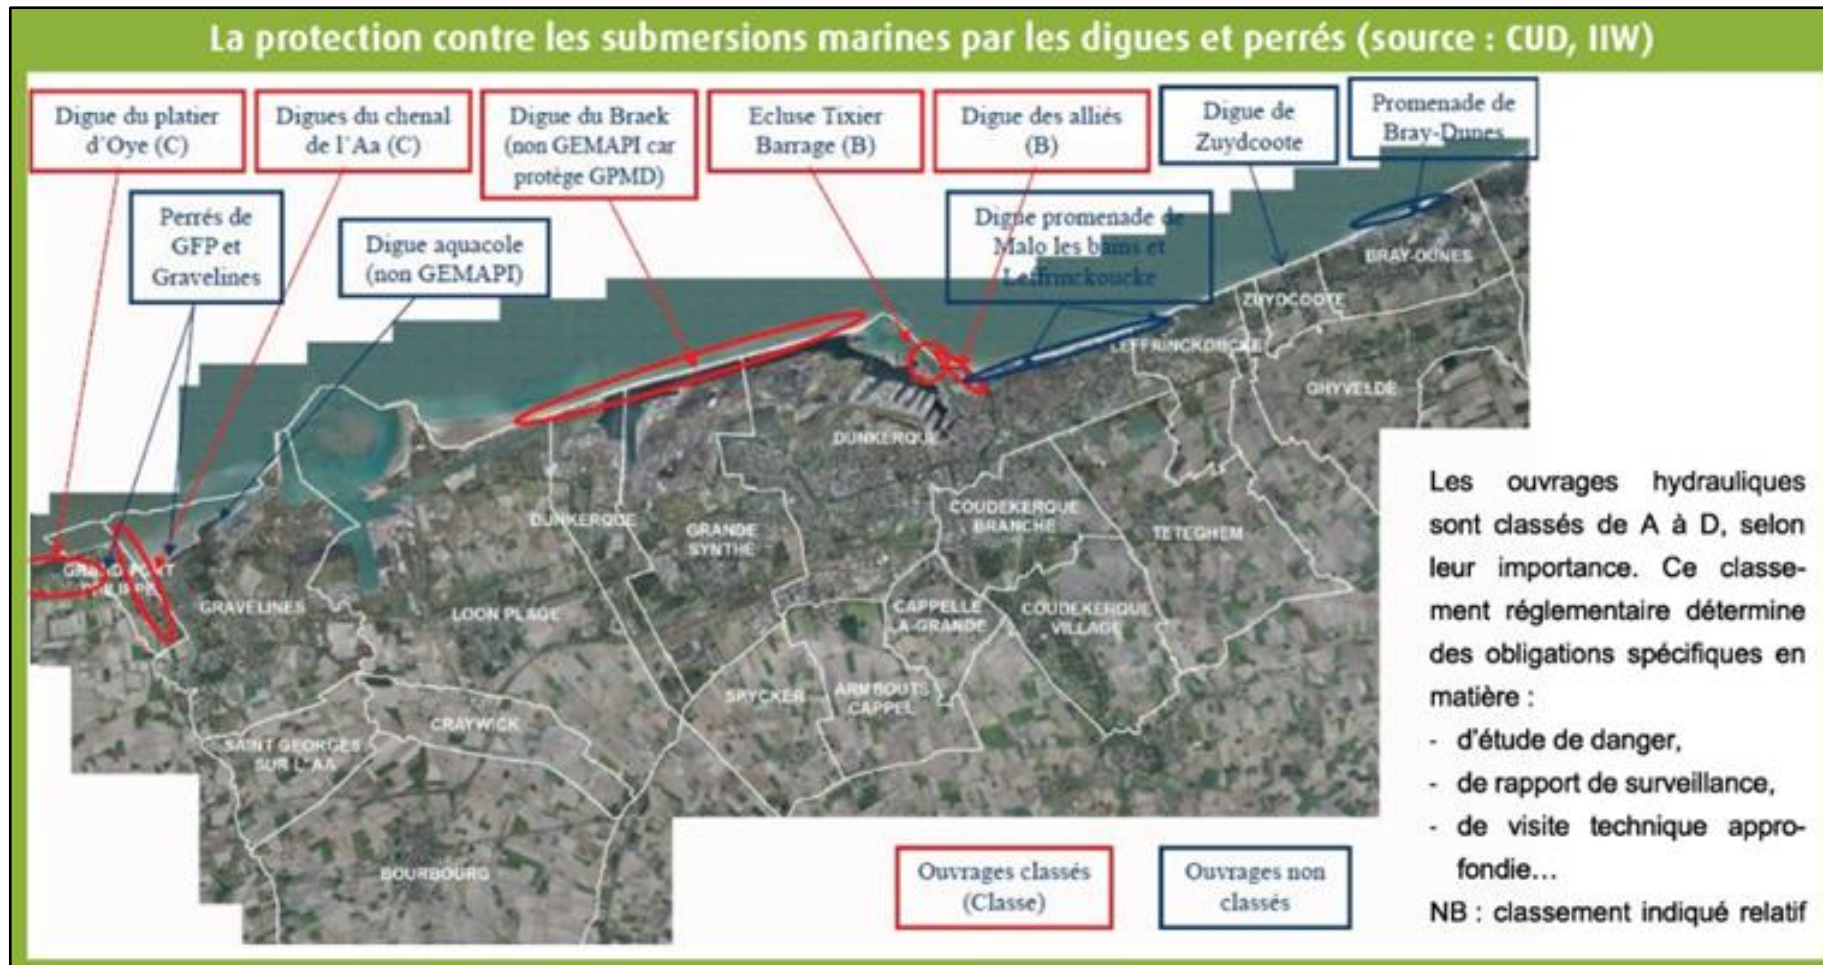 La protection contre les submersions marines par les digues et perrés (source : CUD, IIW)
Digue du platier
d'Oye (C)
Digues du chenal
de l'Aa (C)
Digue du Braek
(non GEMAPI car
protège GPMD)
Ecluse Tixier
Barrage (B)
Digue des alliés
(B)
Digue de
Zuydcoote
Promenade de
Bray-Dunes
Perrés de
GFP et
Gravelines
Digue aquacole
(non GEMAPI)
Digue promenade de
Malo les bains et
Leffrinckoucke
BRAY-DUNES
ZUYDCOOTE
LEFFRINCKOUCKE
GHYVELDE
DUNKERQUE
DUNKERQUE
GRANDE
SYNTHE
COUDEKERQUE
BRANCHE
TETEGHEM
GRAND-FORT
PHILIPPE
GRAVELINES
LOON PLAGE
CAPPELLE
LA-GRANDE
COUDEKERQUE
VILLAGE
SPYCKER
ARMBOUTS
CAPPEL
CRAYWICK
SAINT GEORGES
SUR L'AA
BOURBOURG
Les ouvrages hydrauliques
sont classés de A à D, selon
leur importance. Ce classe-
ment réglementaire détermine
des obligations spécifiques en
matière :
- d'étude de danger,
- de rapport de surveillance,
- de visite technique appro-
fondie...
NB : classement indiqué relatif
Ouvrages classés
(Classe)
Ouvrages non
classés